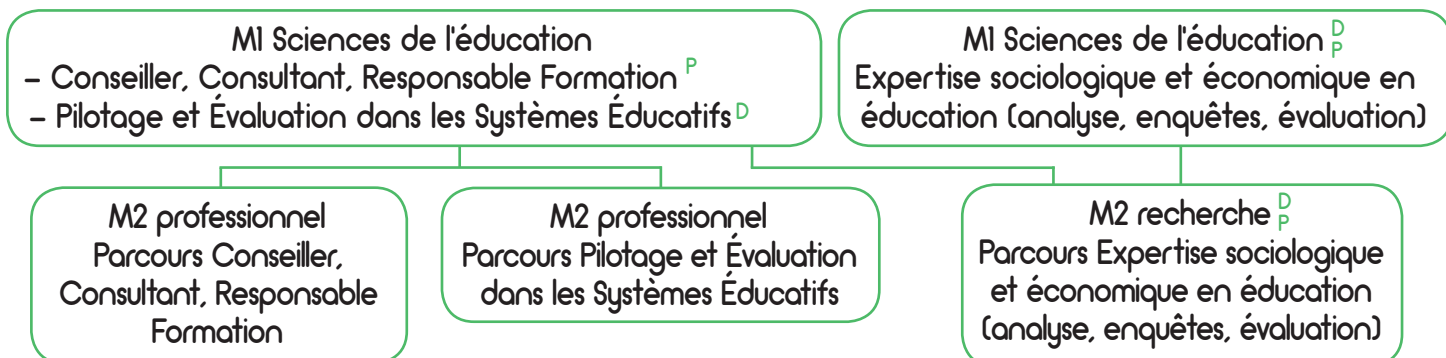 M1 Sciences de l'éducation
– Conseiller, Consultant, Responsable Formation P
– Pilotage et Évaluation dans les Systèmes Éducatifs D
M1 Sciences de l'éducation D P
Expertise sociologique et économique en
éducation (analyse, enquêtes, évaluation)
M2 professionnel
Parcours Conseiller,
Consultant, Responsable
Formation
M2 professionnel
Parcours Pilotage et Évaluation
dans les Systèmes Éducatifs
M2 recherche D P
Parcours Expertise sociologique
et économique en éducation
(analyse, enquêtes, évaluation)